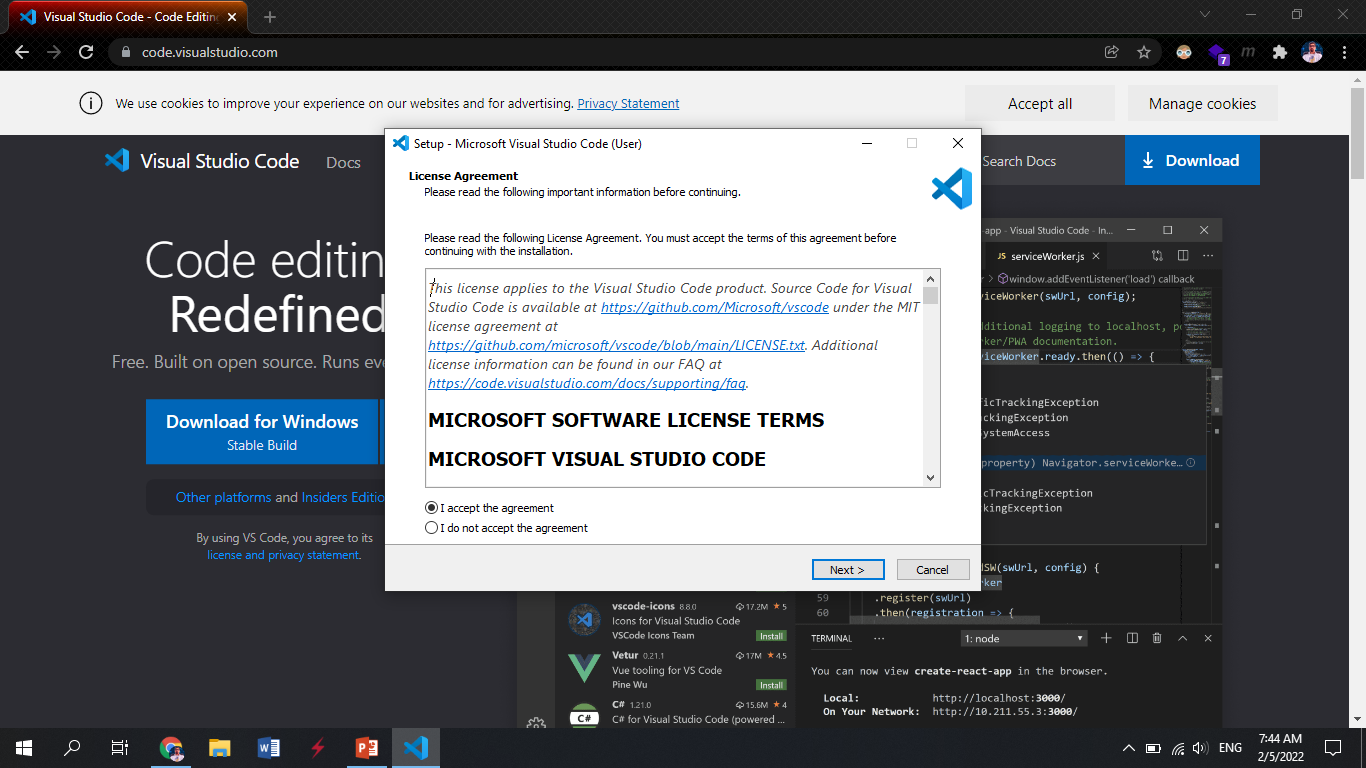 Visual Studio Code - Code Editing
code.visualstudio.com
7
m
We use cookies to improve your experience on our websites and for advertising. Privacy Statement
Accept all
Manage cookies
Visual Studio Code
Docs
Search Docs
Download
Code editin
Redefined
Free. Built on open source. Runs eve
Download for Windows
Stable Build
Other platforms and Insiders Editio
By using VS Code, you agree to its
license and privacy statement.
Setup - Microsoft Visual Studio Code (User)
License Agreement
Please read the following important information before continuing.
Please read the following License Agreement. You must accept the terms of this agreement before
continuing with the installation.
This license applies to the Visual Studio Code product. Source Code for Visual
Studio Code is available at https://github.com/Microsoft/vscode under the MIT
license agreement at
https://github.com/microsoft/vscode/blob/main/LICENSE.txt. Additional
license information can be found in our FAQ at
https://code.visualstudio.com/docs/supporting/faq.
MICROSOFT SOFTWARE LICENSE TERMS
MICROSOFT VISUAL STUDIO CODE
I accept the agreement
I do not accept the agreement
Next >
Cancel
-app - Visual Studio Code - In...
JS serviceWorker.js
window.addEventListener('load') callback
viceWorker(swUrl, config);
dditional logging to localhost, po
rker/PWA documentation.
viceWorker.ready.then(() => {
ficTrackingException
ckingException
ystemAccess
property) Navigator.serviceWorke...
ficTrackingException
kingException
SW(swUrl, config) {
rker
59 .register(swUrl)
60 .then(registration => {
vscode-icons 8.8.0 17.2M 5
Icons for Visual Studio Code
VSCode Icons Team Install
Vetur 0.21.1 17M 4.5
Vue tooling for VS Code
Pine Wu Install
C# 1.21.0 15.6M 4
C# for Visual Studio Code (powered ...
TERMINAL ... 1: node
You can now view create-react-app in the browser.
Local: http://localhost:3000/
On Your Network: http://10.211.55.3:3000/
ENG
7:44 AM
2/5/2022